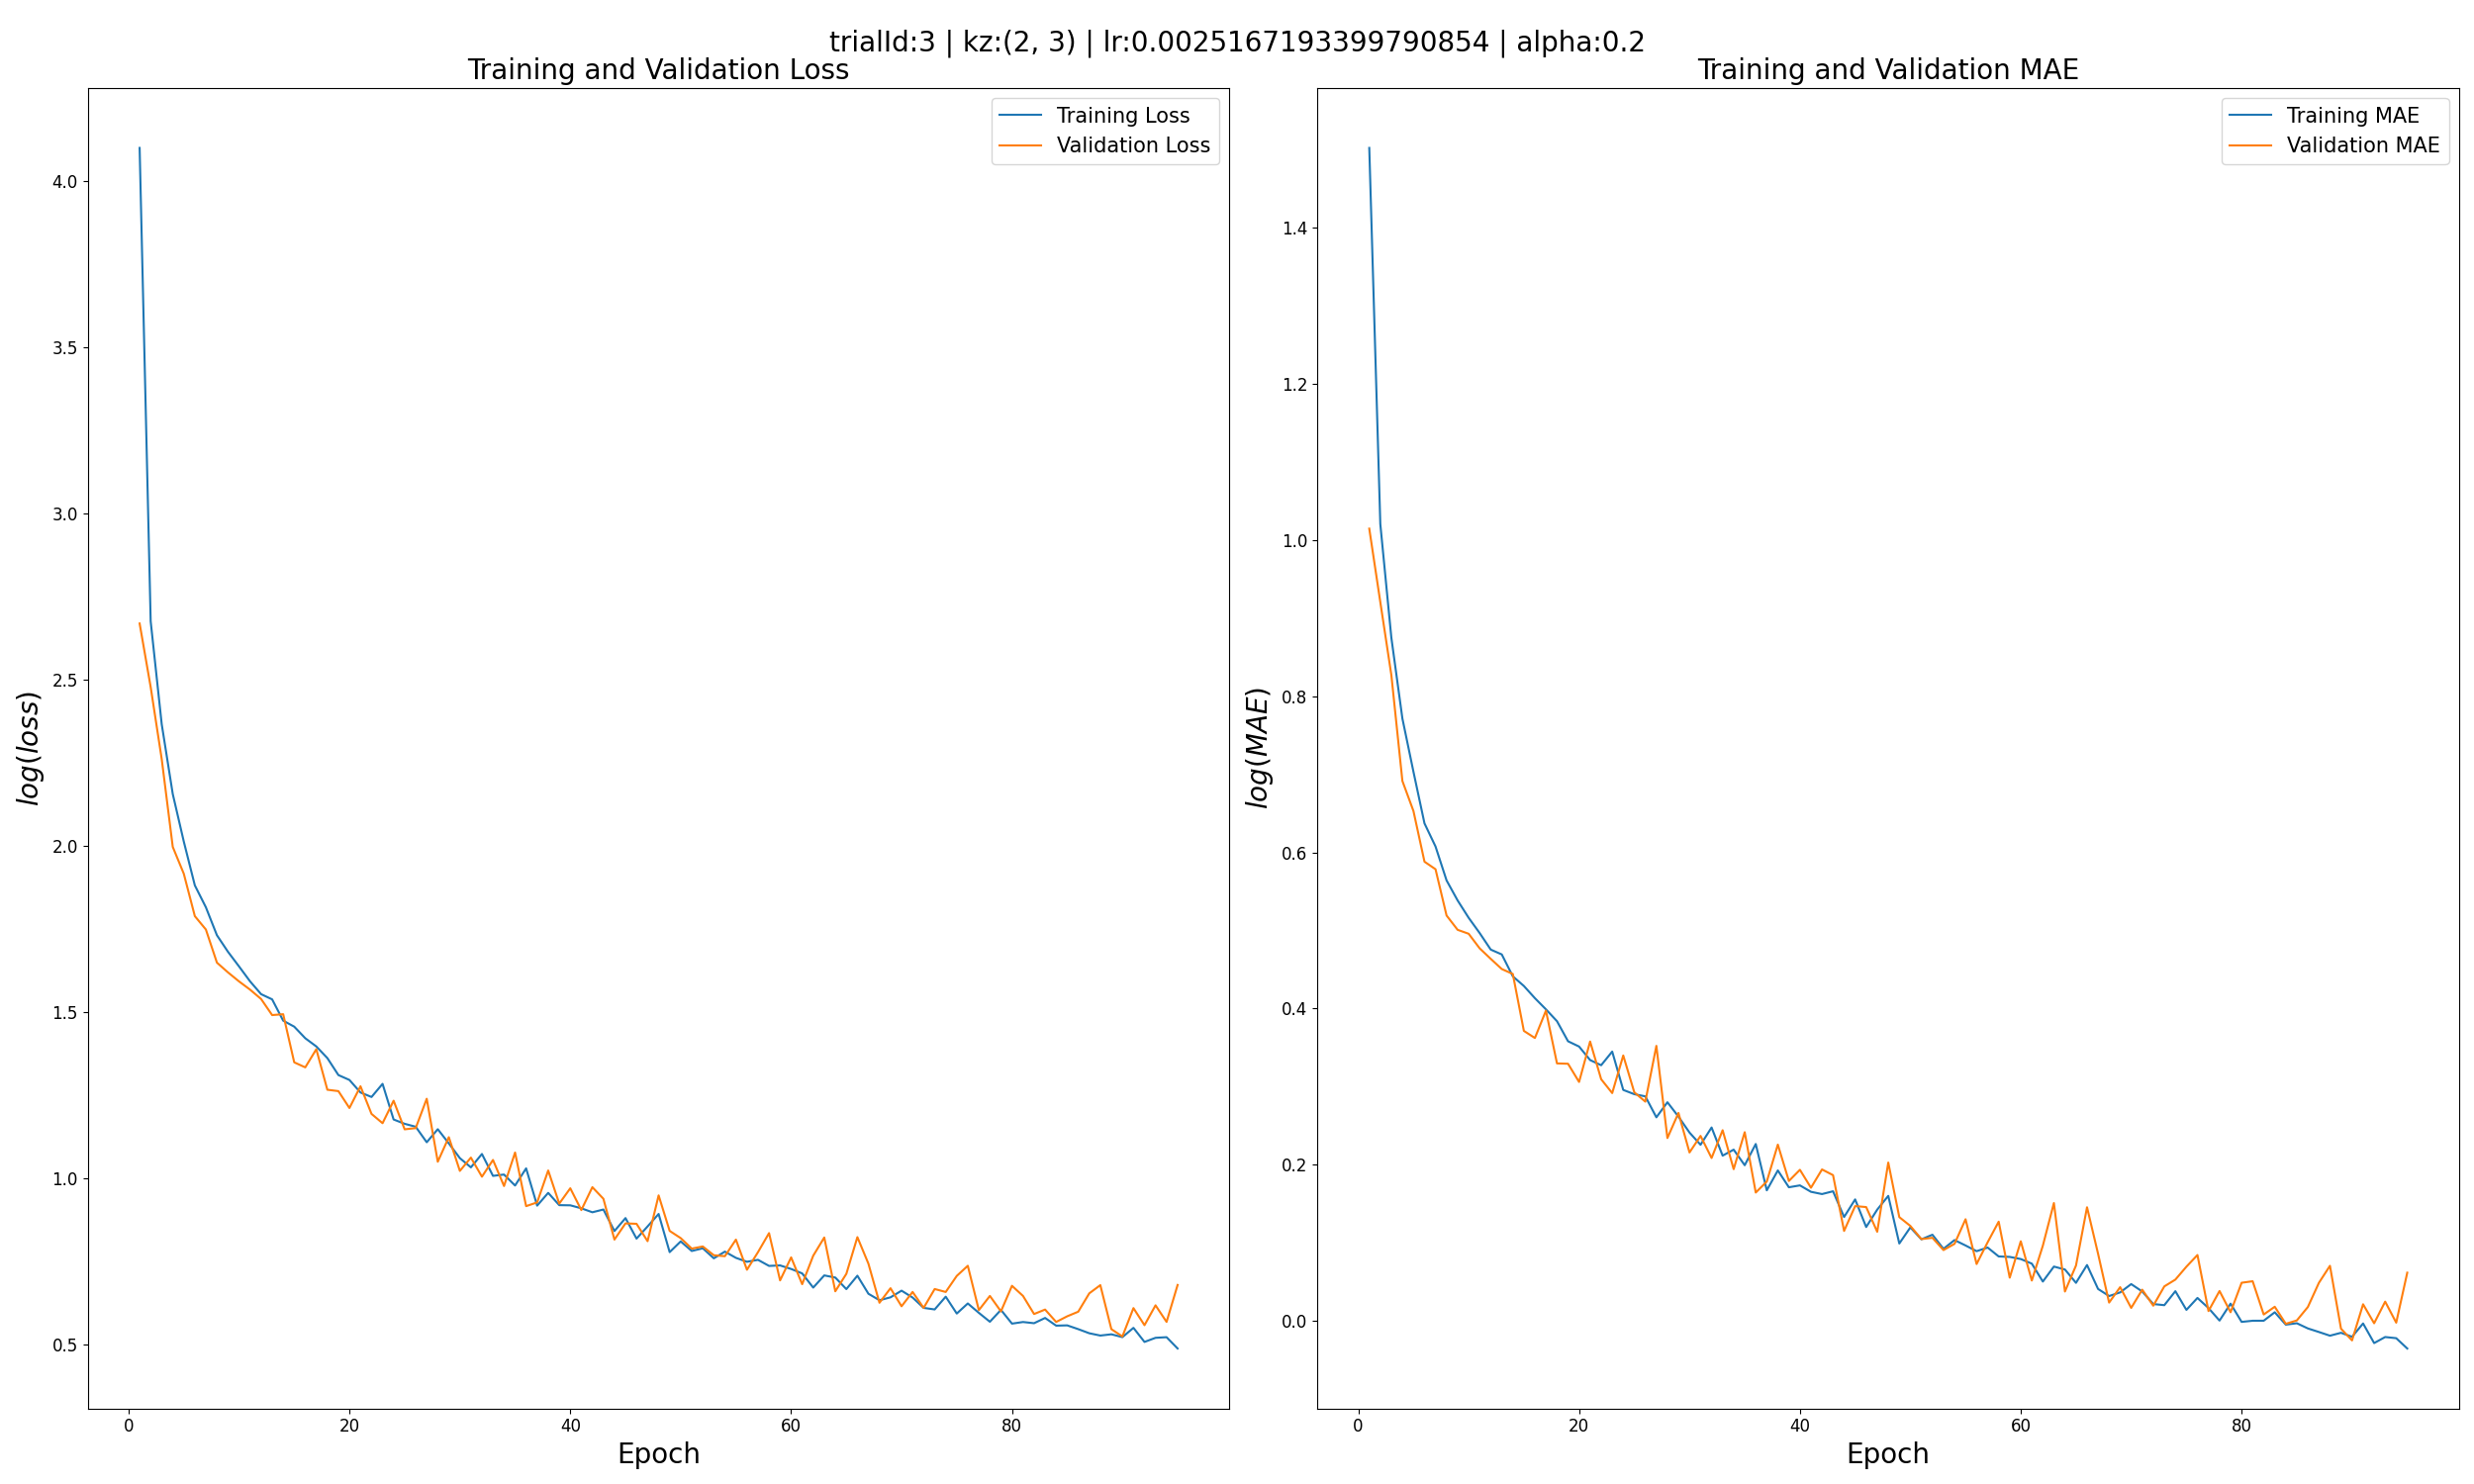 trialId:3 | kz:(2, 3) | lr:0.0025167193399790854 | alpha:0.2
Training and Validation Loss
Training Loss
Validation Loss
4.0
3.5
3.0
2.5
2.0
1.5
1.0
0.5
log(loss)
0 20 40 60 80
Epoch
Training and Validation MAE
Training MAE
Validation MAE
1.4
1.2
1.0
0.8
0.6
0.4
0.2
0.0
log(MAE)
0 20 40 60 80
Epoch